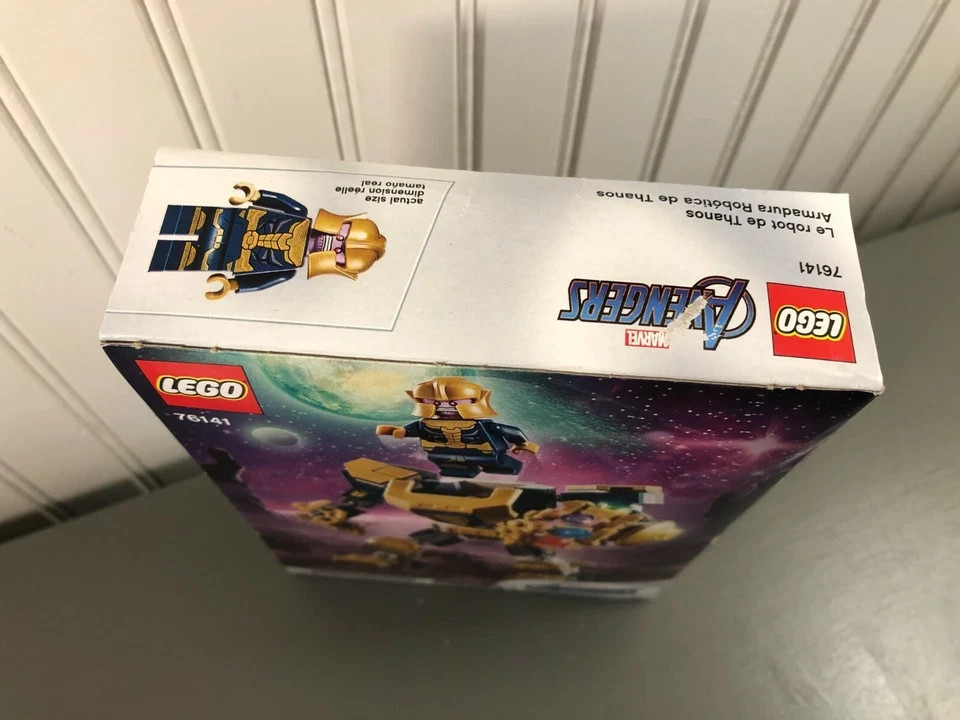 LEGO
76141
MARVEL
AVENGERS
76141
Le robot de Thanos
Armadura Robótica de Thanos
actual size
dimension réelle
tamaño real
LEGO